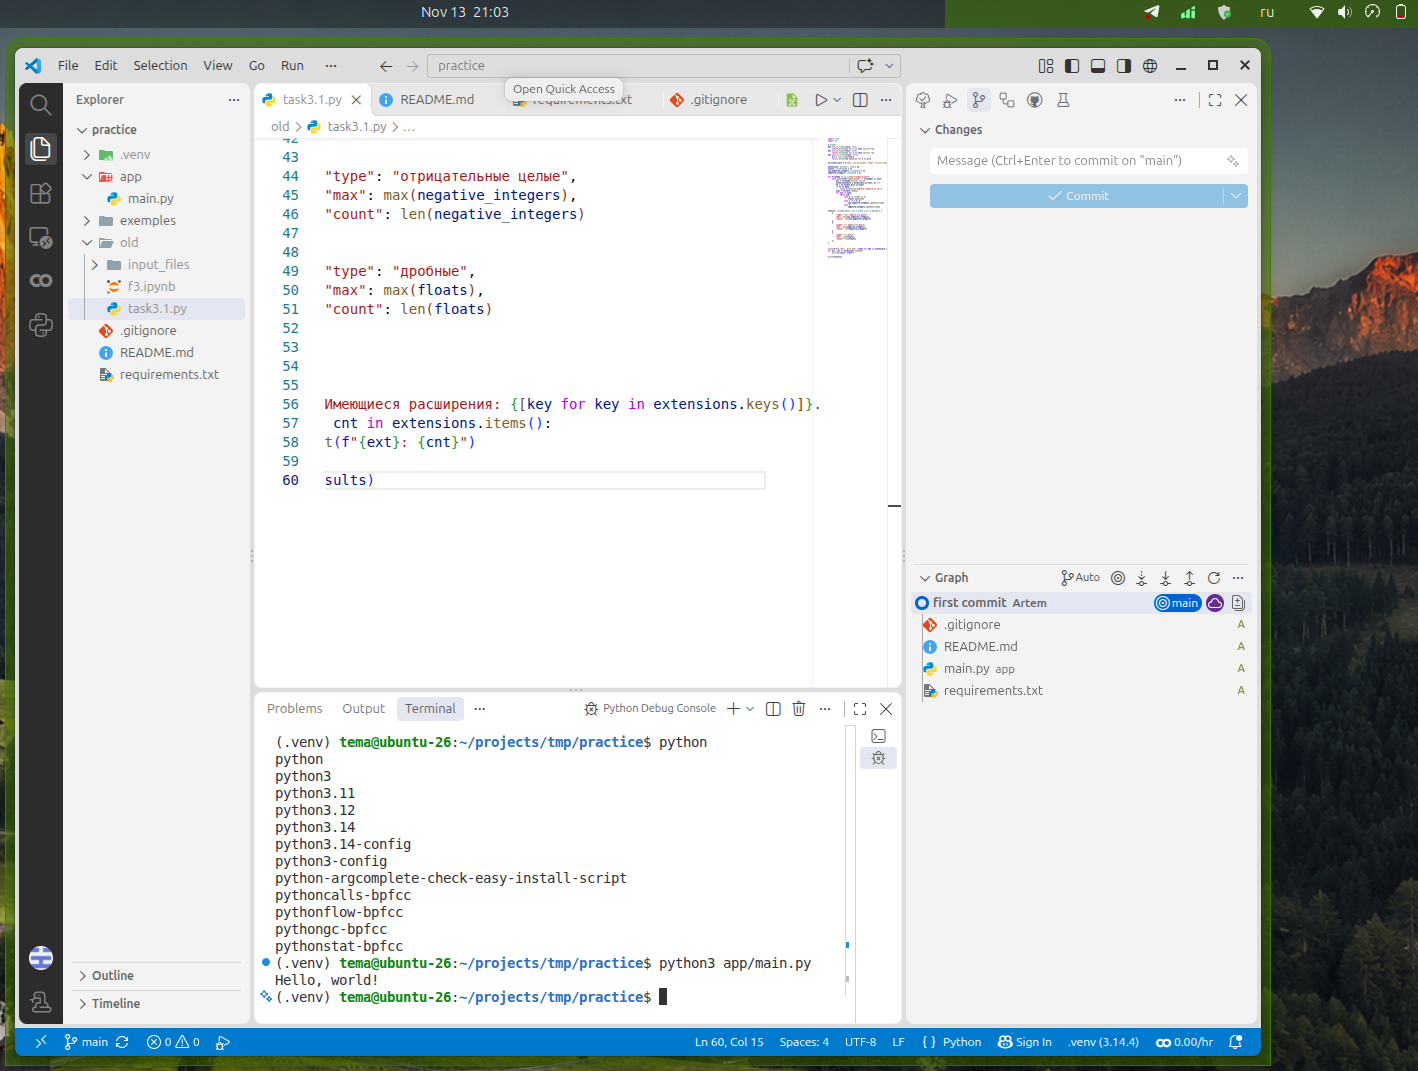 Nov 13 21:03
ru
File Edit Selection View Go Run ···
practice
Open Quick Access
Explorer
practice
.venv
app
main.py
exemples
old
input_files
f3.ipynb
task3.1.py
.gitignore
README.md
requirements.txt
Outline
Timeline
task3.1.py README.md requirements.txt .gitignore
old > task3.1.py > ...
42
43
44 "type": "отрицательные целые",
45 "max": max(negative_integers),
46 "count": len(negative_integers)
47
48
49 "type": "дробные",
50 "max": max(floats),
51 "count": len(floats)
52
53
54
55
56 Имеющиеся расширения: {[key for key in extensions.keys()]}.
57 cnt in extensions.items():
58 t(f"{ext}: {cnt}")
59
60 sults)
Problems Output Terminal ···
Python Debug Console
(.venv) tema@ubuntu-26:~/projects/tmp/practice$ python
python
python3
python3.11
python3.12
python3.14
python3.14-config
python3-config
python-argcomplete-check-easy-install-script
pythoncalls-bpfcc
pythonflow-bpfcc
pythongc-bpfcc
pythonstat-bpfcc
(.venv) tema@ubuntu-26:~/projects/tmp/practice$ python3 app/main.py
Hello, world!
(.venv) tema@ubuntu-26:~/projects/tmp/practice$
Changes
Message (Ctrl+Enter to commit on "main")
Commit
Graph Auto
first commit Artem main
.gitignore A
README.md A
main.py app A
requirements.txt A
main 0 0 Ln 60, Col 15 Spaces: 4 UTF-8 LF { } Python Sign In .venv (3.14.4) 0.00/hr